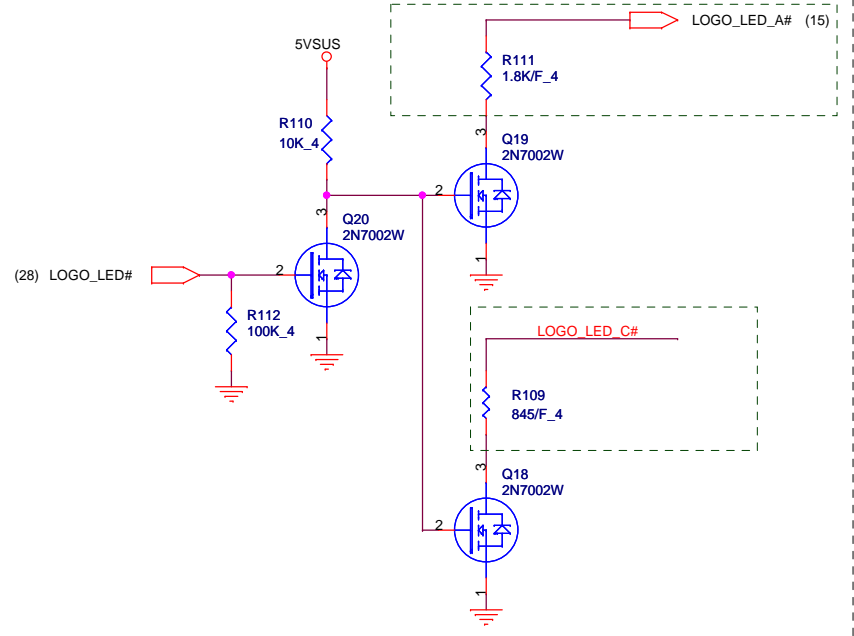 LOGO_LED_A# (15)
5VSUS
R111
1.8K/F_4
R110
10K_4
3
Q19
2N7002W
2
1
3
Q20
2N7002W
(28) LOGO_LED#
2
1
R112
100K_4
LOGO_LED_C#
R109
845/F_4
3
Q18
2N7002W
2
1